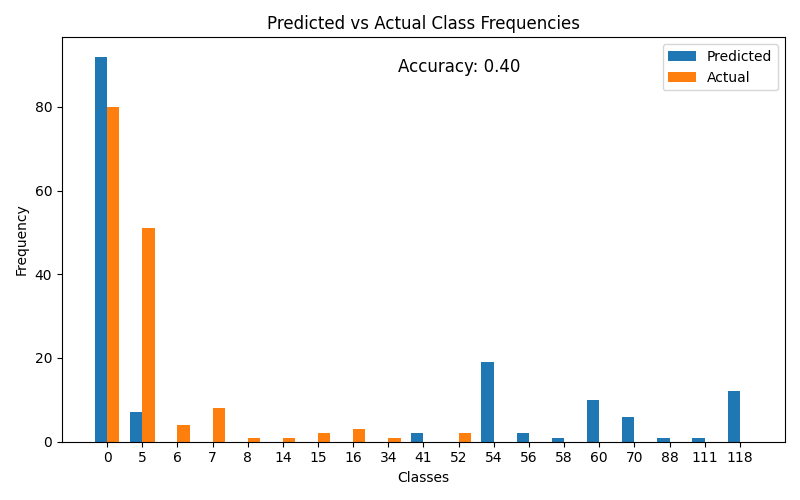 Predicted vs Actual Class Frequencies
Accuracy: 0.40
Predicted
Actual
Frequency
80
60
40
20
0
0 5 6 7 8 14 15 16 34 41 52 54 56 58 60 70 88 111 118
Classes